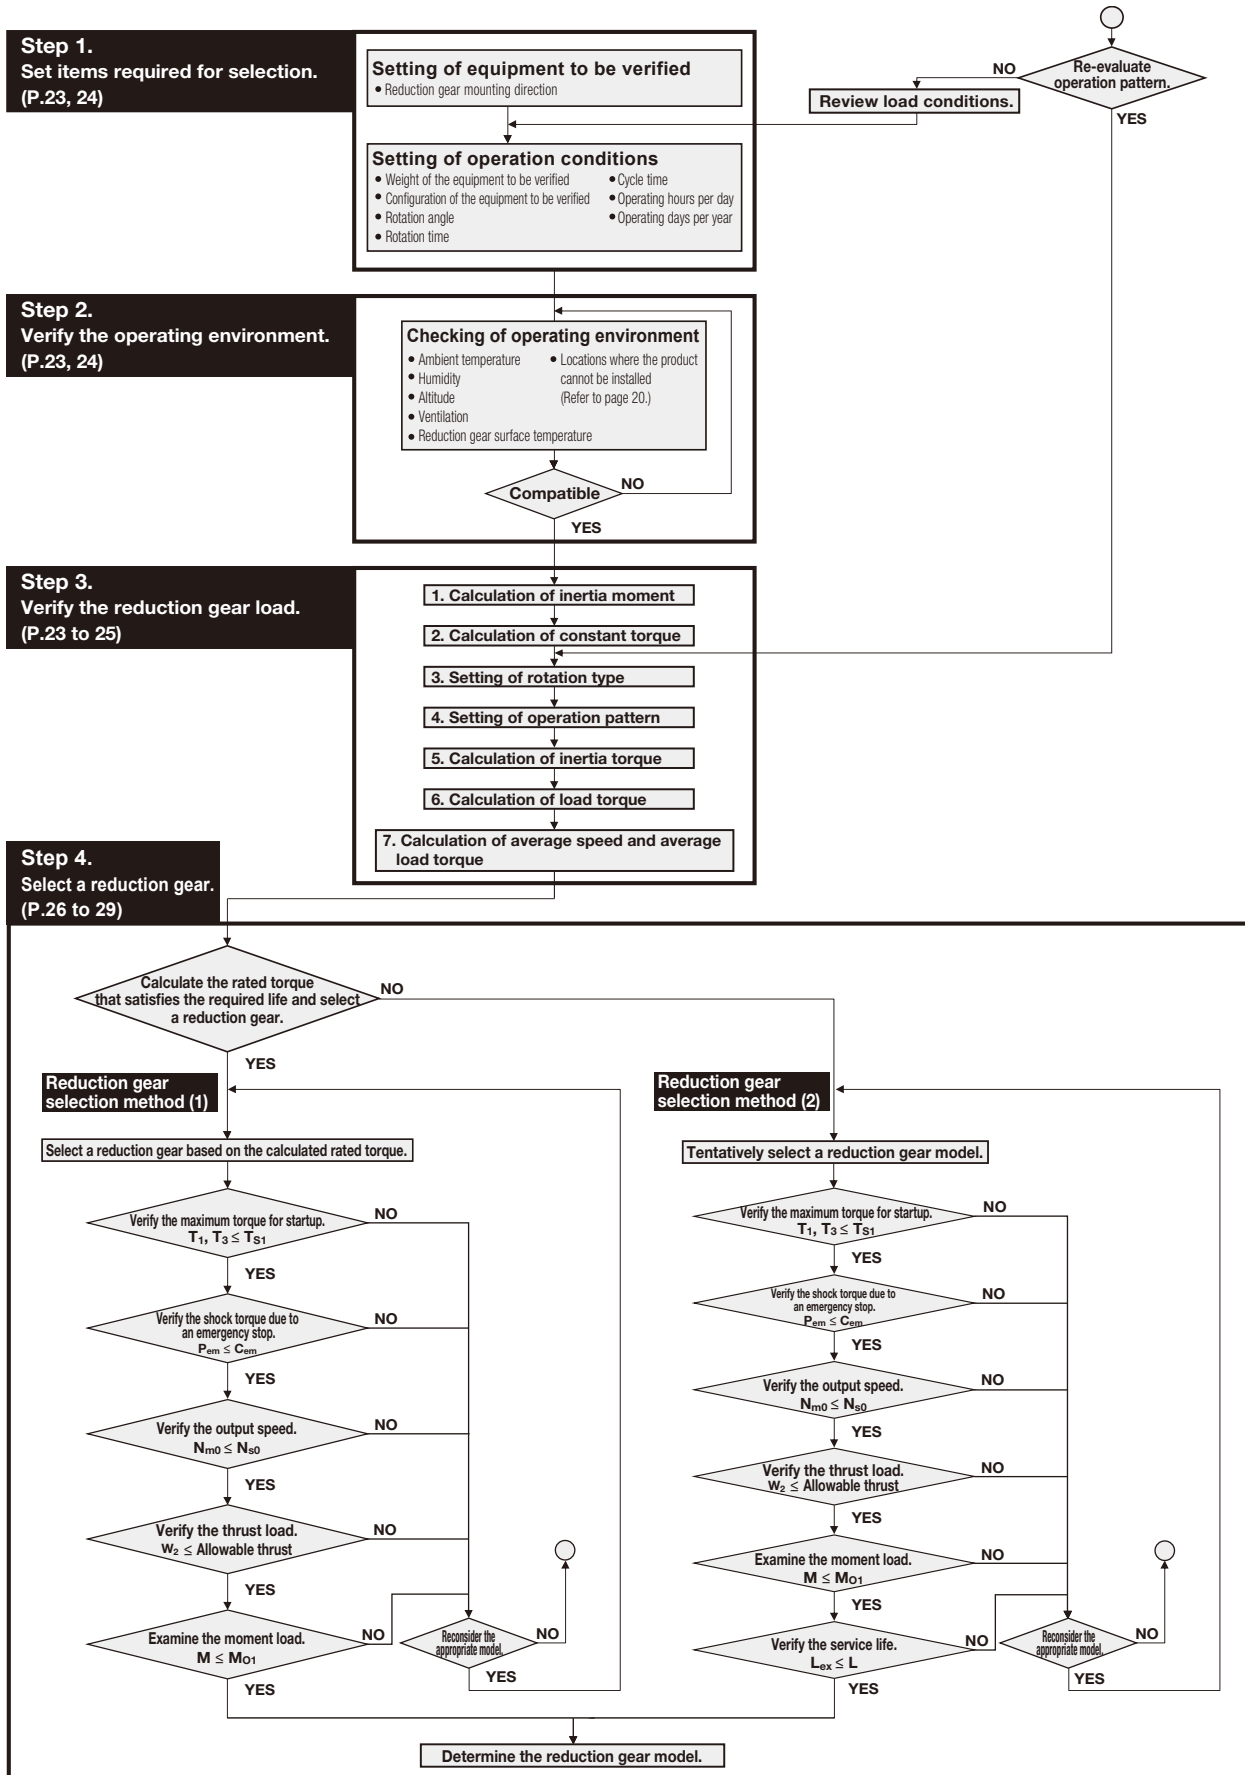 Step 1.
Set items required for selection.
(P.23, 24)
Setting of equipment to be verified
• Reduction gear mounting direction
Re-evaluate
operation pattern.
NO
YES
Review load conditions.
Setting of operation conditions
• Weight of the equipment to be verified
• Configuration of the equipment to be verified
• Rotation angle
• Rotation time
• Cycle time
• Operating hours per day
• Operating days per year
Step 2.
Verify the operating environment.
(P.23, 24)
Checking of operating environment
• Ambient temperature
• Humidity
• Altitude
• Ventilation
• Reduction gear surface temperature
• Locations where the product
cannot be installed
(Refer to page 20.)
Compatible
NO
YES
Step 3.
Verify the reduction gear load.
(P.23 to 25)
1. Calculation of inertia moment
2. Calculation of constant torque
3. Setting of rotation type
4. Setting of operation pattern
5. Calculation of inertia torque
6. Calculation of load torque
7. Calculation of average speed and average
load torque
Step 4.
Select a reduction gear.
(P.26 to 29)
Calculate the rated torque
that satisfies the required life and select
a reduction gear.
NO
YES
Reduction gear
selection method (1)
Select a reduction gear based on the calculated rated torque.
Verify the maximum torque for startup.
T1, T3 ≤ TS1
NO
YES
Verify the shock torque due to
an emergency stop.
Pem ≤ Cem
NO
YES
Verify the output speed.
Nm0 ≤ Ns0
NO
YES
Verify the thrust load.
W2 ≤ Allowable thrust
NO
YES
Examine the moment load.
M ≤ MO1
NO
YES
Reconsider the
appropriate model.
NO
YES
Reduction gear
selection method (2)
Tentatively select a reduction gear model.
Verify the maximum torque for startup.
T1, T3 ≤ TS1
NO
YES
Verify the shock torque due to
an emergency stop.
Pem ≤ Cem
NO
YES
Verify the output speed.
Nm0 ≤ Ns0
NO
YES
Verify the thrust load.
W2 ≤ Allowable thrust
NO
YES
Examine the moment load.
M ≤ MO1
NO
YES
Verify the service life.
Lex ≤ L
NO
YES
Reconsider the
appropriate model.
NO
YES
Determine the reduction gear model.